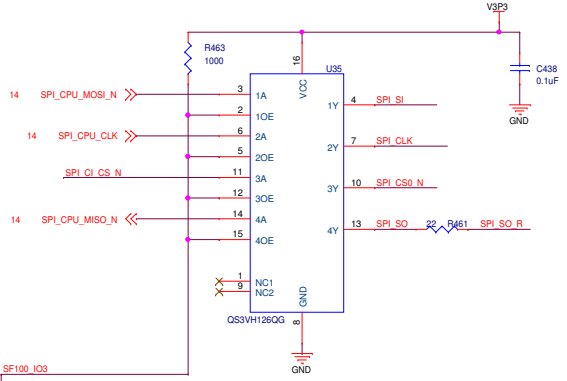 V3P3
R463
1000
U35
16
VCC
C438
0.1uF
GND
14 SPI_CPU_MOSI_N 3 1A
1Y 4 SPI_SI
2 1OE
14 SPI_CPU_CLK 6 2A
2Y 7 SPI_CLK
5 2OE
SPI_CI_CS_N 11 3A
3Y 10 SPI_CS0_N
12 3OE
14 SPI_CPU_MISO_N 14 4A
4Y 13 SPI_SO 22 R461 SPI_SO_R
15 4OE
1 NC1
9 NC2
GND
QS3VH126QG
8
GND
SF100_IO3